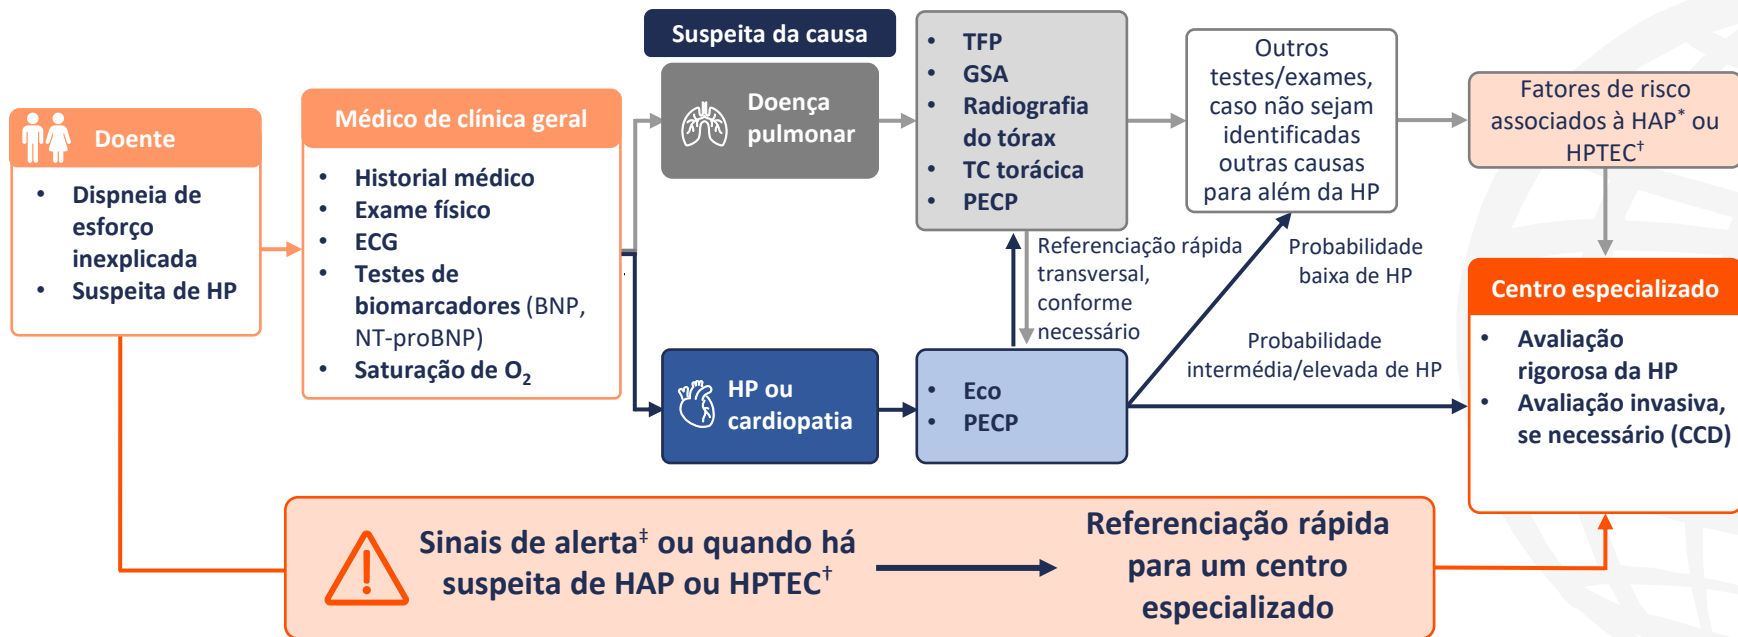 Doente
• Dispneia de
esforço
inexplicada
• Suspeita de HP
Médico de clínica geral
• Historial médico
• Exame físico
• ECG
• Testes de
biomarcadores (BNP,
NT-proBNP)
• Saturação de O₂
Suspeita da causa
Doença
pulmonar
HP ou
cardiopatia
• TFP
• GSA
• Radiografia
do tórax
• TC torácica
• PECP
Referenciação rápida
transversal,
conforme
necessário
• Eco
• PECP
Outros
testes/exames,
caso não sejam
identificadas
outras causas
para além da HP
Probabilidade
baixa de HP
Probabilidade
intermédia/elevada de HP
Fatores de risco
associados à HAP* ou
HPTEC†
Centro especializado
• Avaliação
rigorosa da HP
• Avaliação invasiva,
se necessário (CCD)
Sinais de alerta‡ ou quando há
suspeita de HAP ou HPTEC†
Referenciação rápida
para um centro
especializado